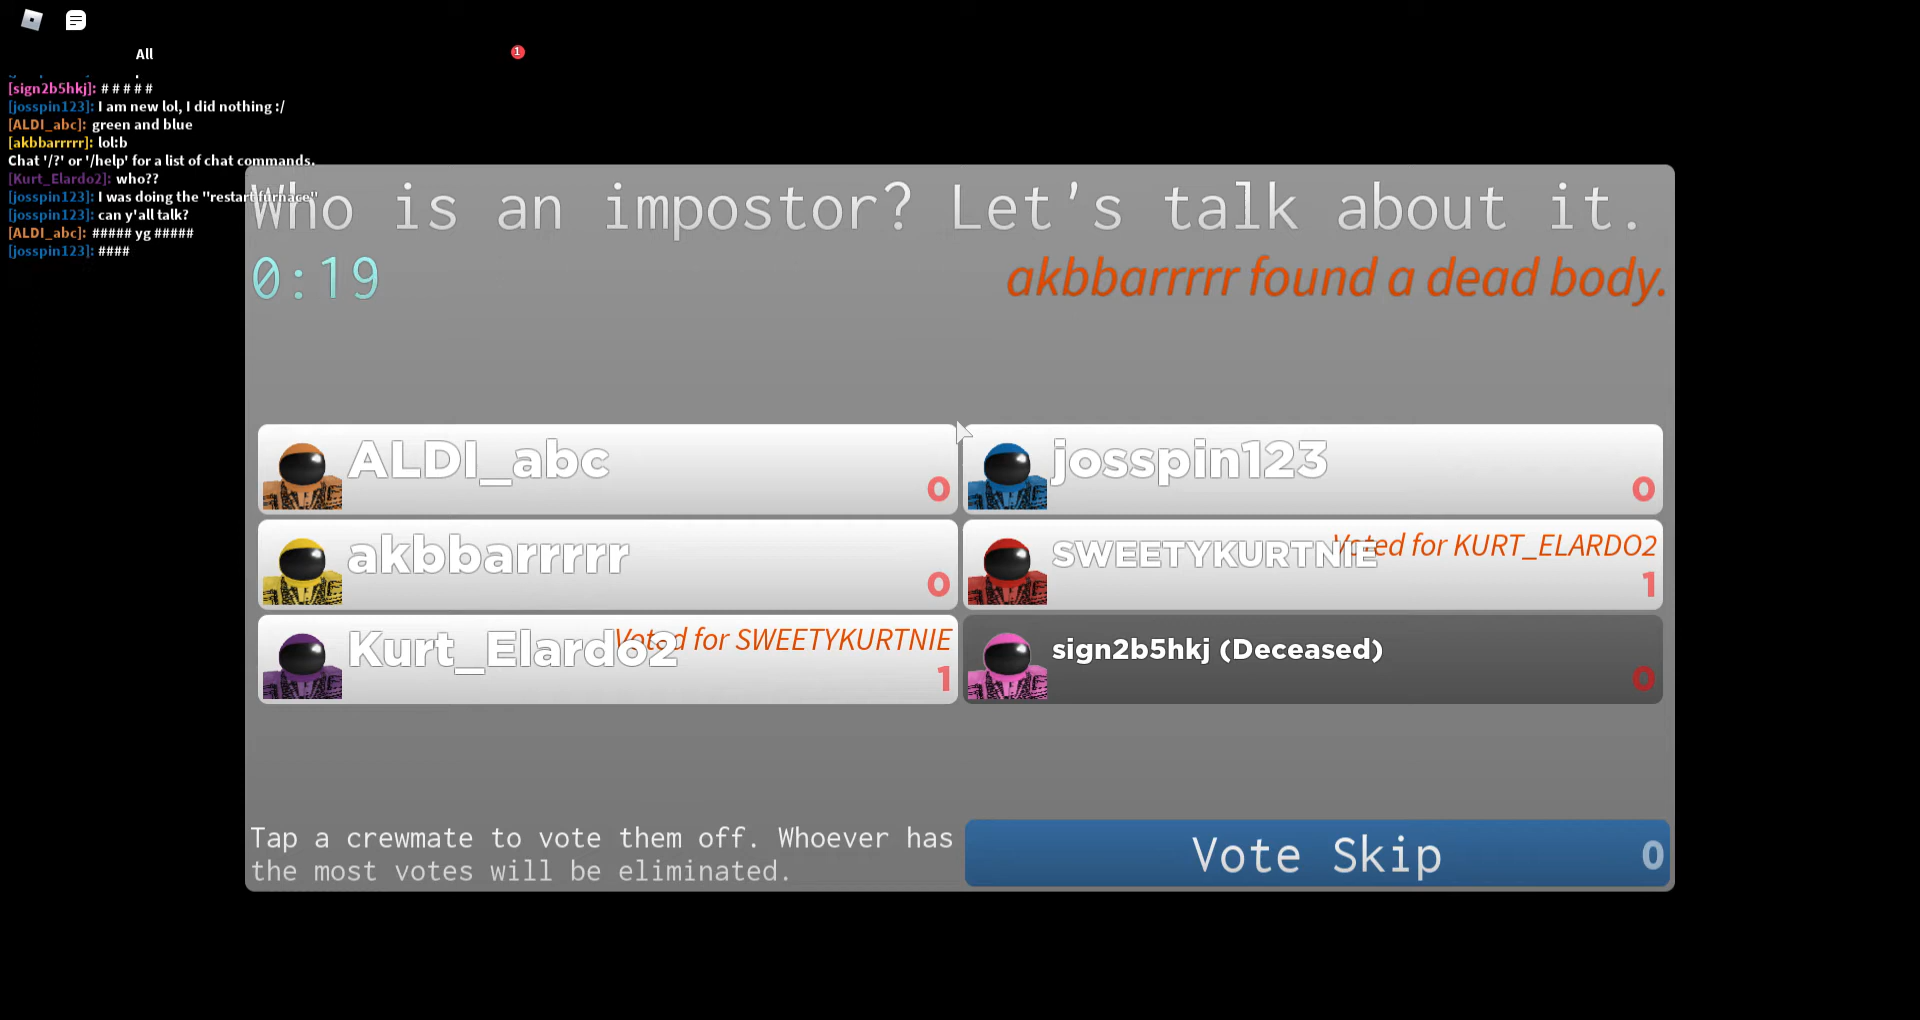 All
1
[sign2b5hkj]: # # # # #
[josspin123]: I am new lol, I did nothing :/
[ALDI_abc]: green and blue
[akbbarrrrr]: lol:b
Chat '/?' or '/help' for a list of chat commands.
[Kurt_Elardo2]: who??
[josspin123]: I was doing the "restart furnace"
[josspin123]: can y'all talk?
[ALDI_abc]: ##### yg #####
[josspin123]: ####
Who is an impostor? Let's talk about it.
0:19
akbbarrrrr found a dead body.
ALDI_abc
0
josspin123
0
akbbarrrrr
0
SWEETYKURTNIE
Voted for KURT_ELARDO2
1
Kurt_Elardo2
Voted for SWEETYKURTNIE
1
sign2b5hkj (Deceased)
0
Tap a crewmate to vote them off. Whoever has
the most votes will be eliminated.
Vote Skip
0